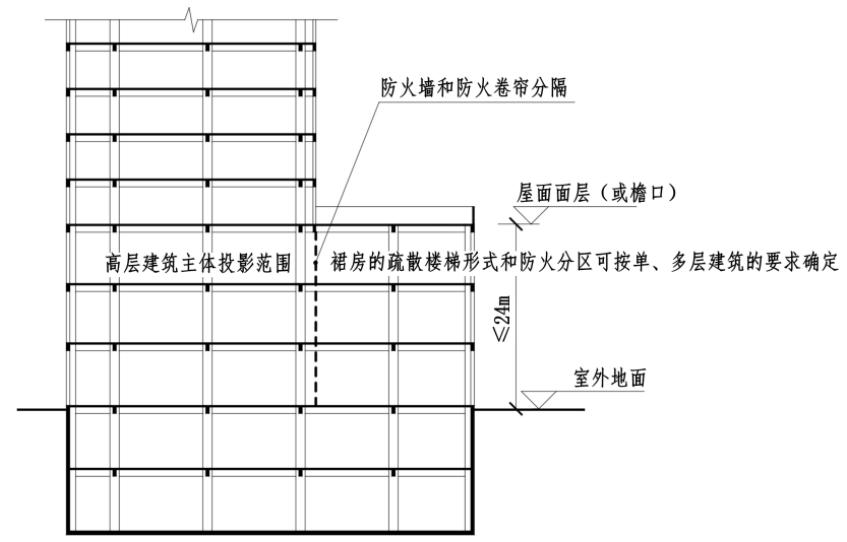 防火墙和防火卷帘分隔
屋面面层（或檐口）
高层建筑主体投影范围
裙房的疏散楼梯形式和防火分区可按单、多层建筑的要求确定
≤24m
室外地面